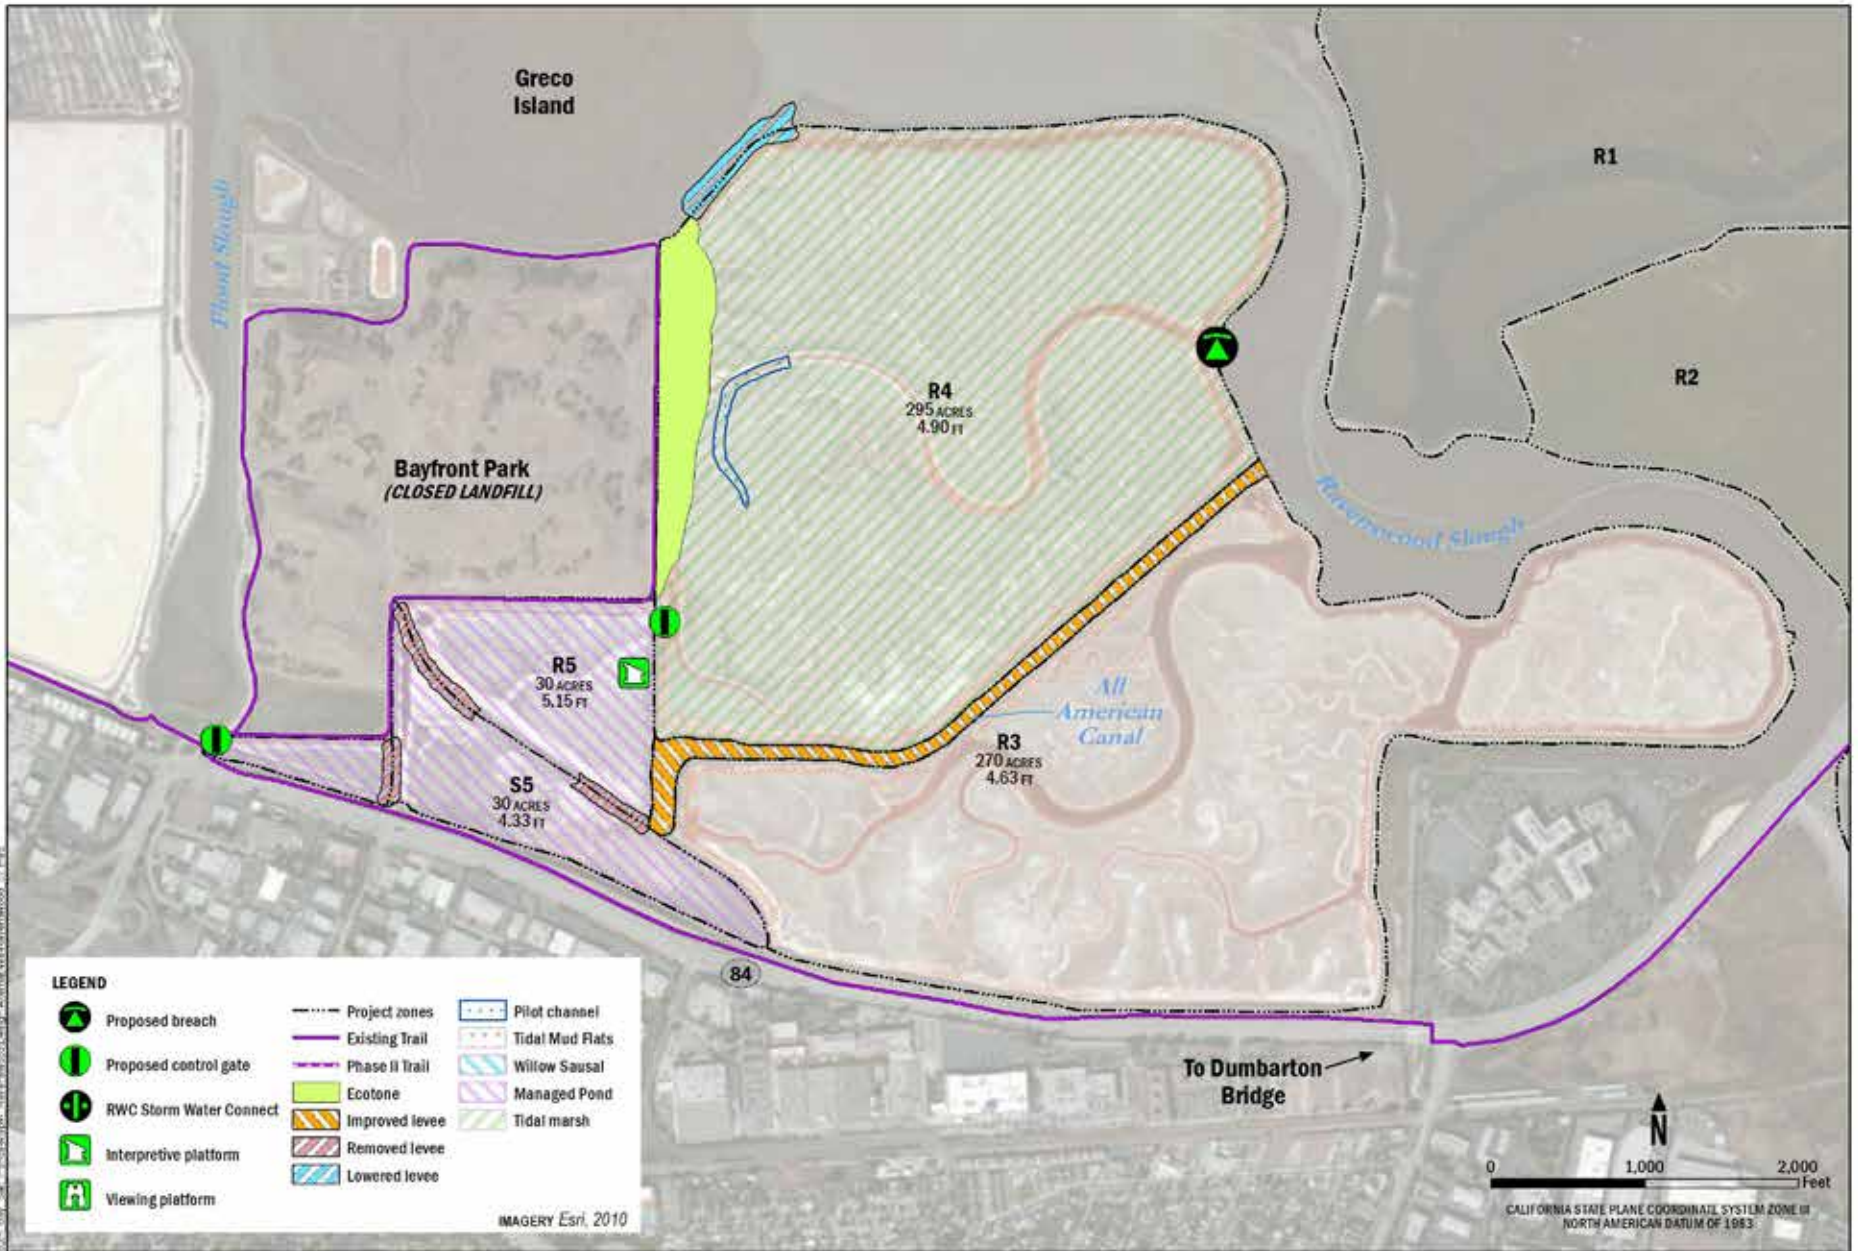 Greco
Island
R1
Flood Slough
R2
R4
295 ACRES
4.90 FT
Bayfront Park
(CLOSED LANDFILL)
Ravenswood Slough
R5
30 ACRES
5.15 FT
All
American
Canal
R3
270 ACRES
4.63 FT
S5
30 ACRES
4.33 FT
84
To Dumbarton
Bridge
LEGEND
Proposed breach
Proposed control gate
RWC Storm Water Connect
Interpretive platform
Viewing platform
Project zones
Existing Trail
Phase II Trail
Ecotone
Improved levee
Removed levee
Lowered levee
Pilot channel
Tidal Mud Flats
Willow Sausal
Managed Pond
Tidal marsh
IMAGERY Esri, 2010
N
0 1,000 2,000
Feet
CALIFORNIA STATE PLANE COORDINATE SYSTEM ZONE III
NORTH AMERICAN DATUM OF 1983